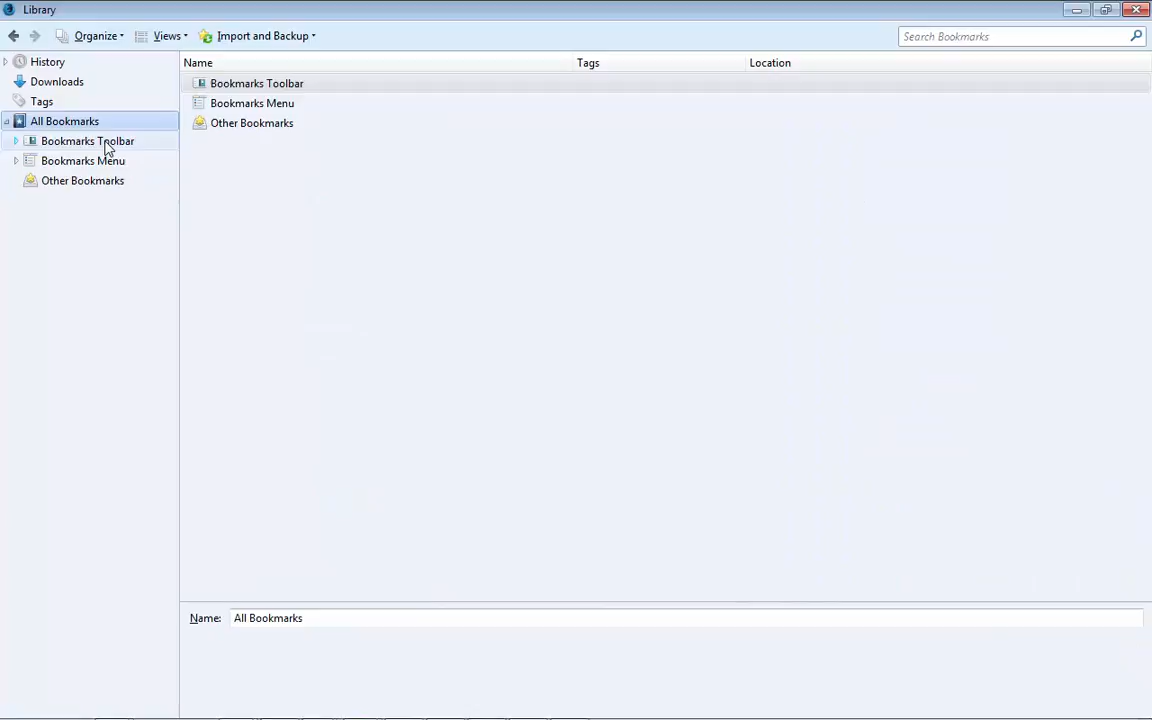 Library
Organize Views Import and Backup Search Bookmarks
History
Downloads
Tags
All Bookmarks
Bookmarks Toolbar
Bookmarks Menu
Other Bookmarks
Name Tags Location
Bookmarks Toolbar
Bookmarks Menu
Other Bookmarks
Name: All Bookmarks